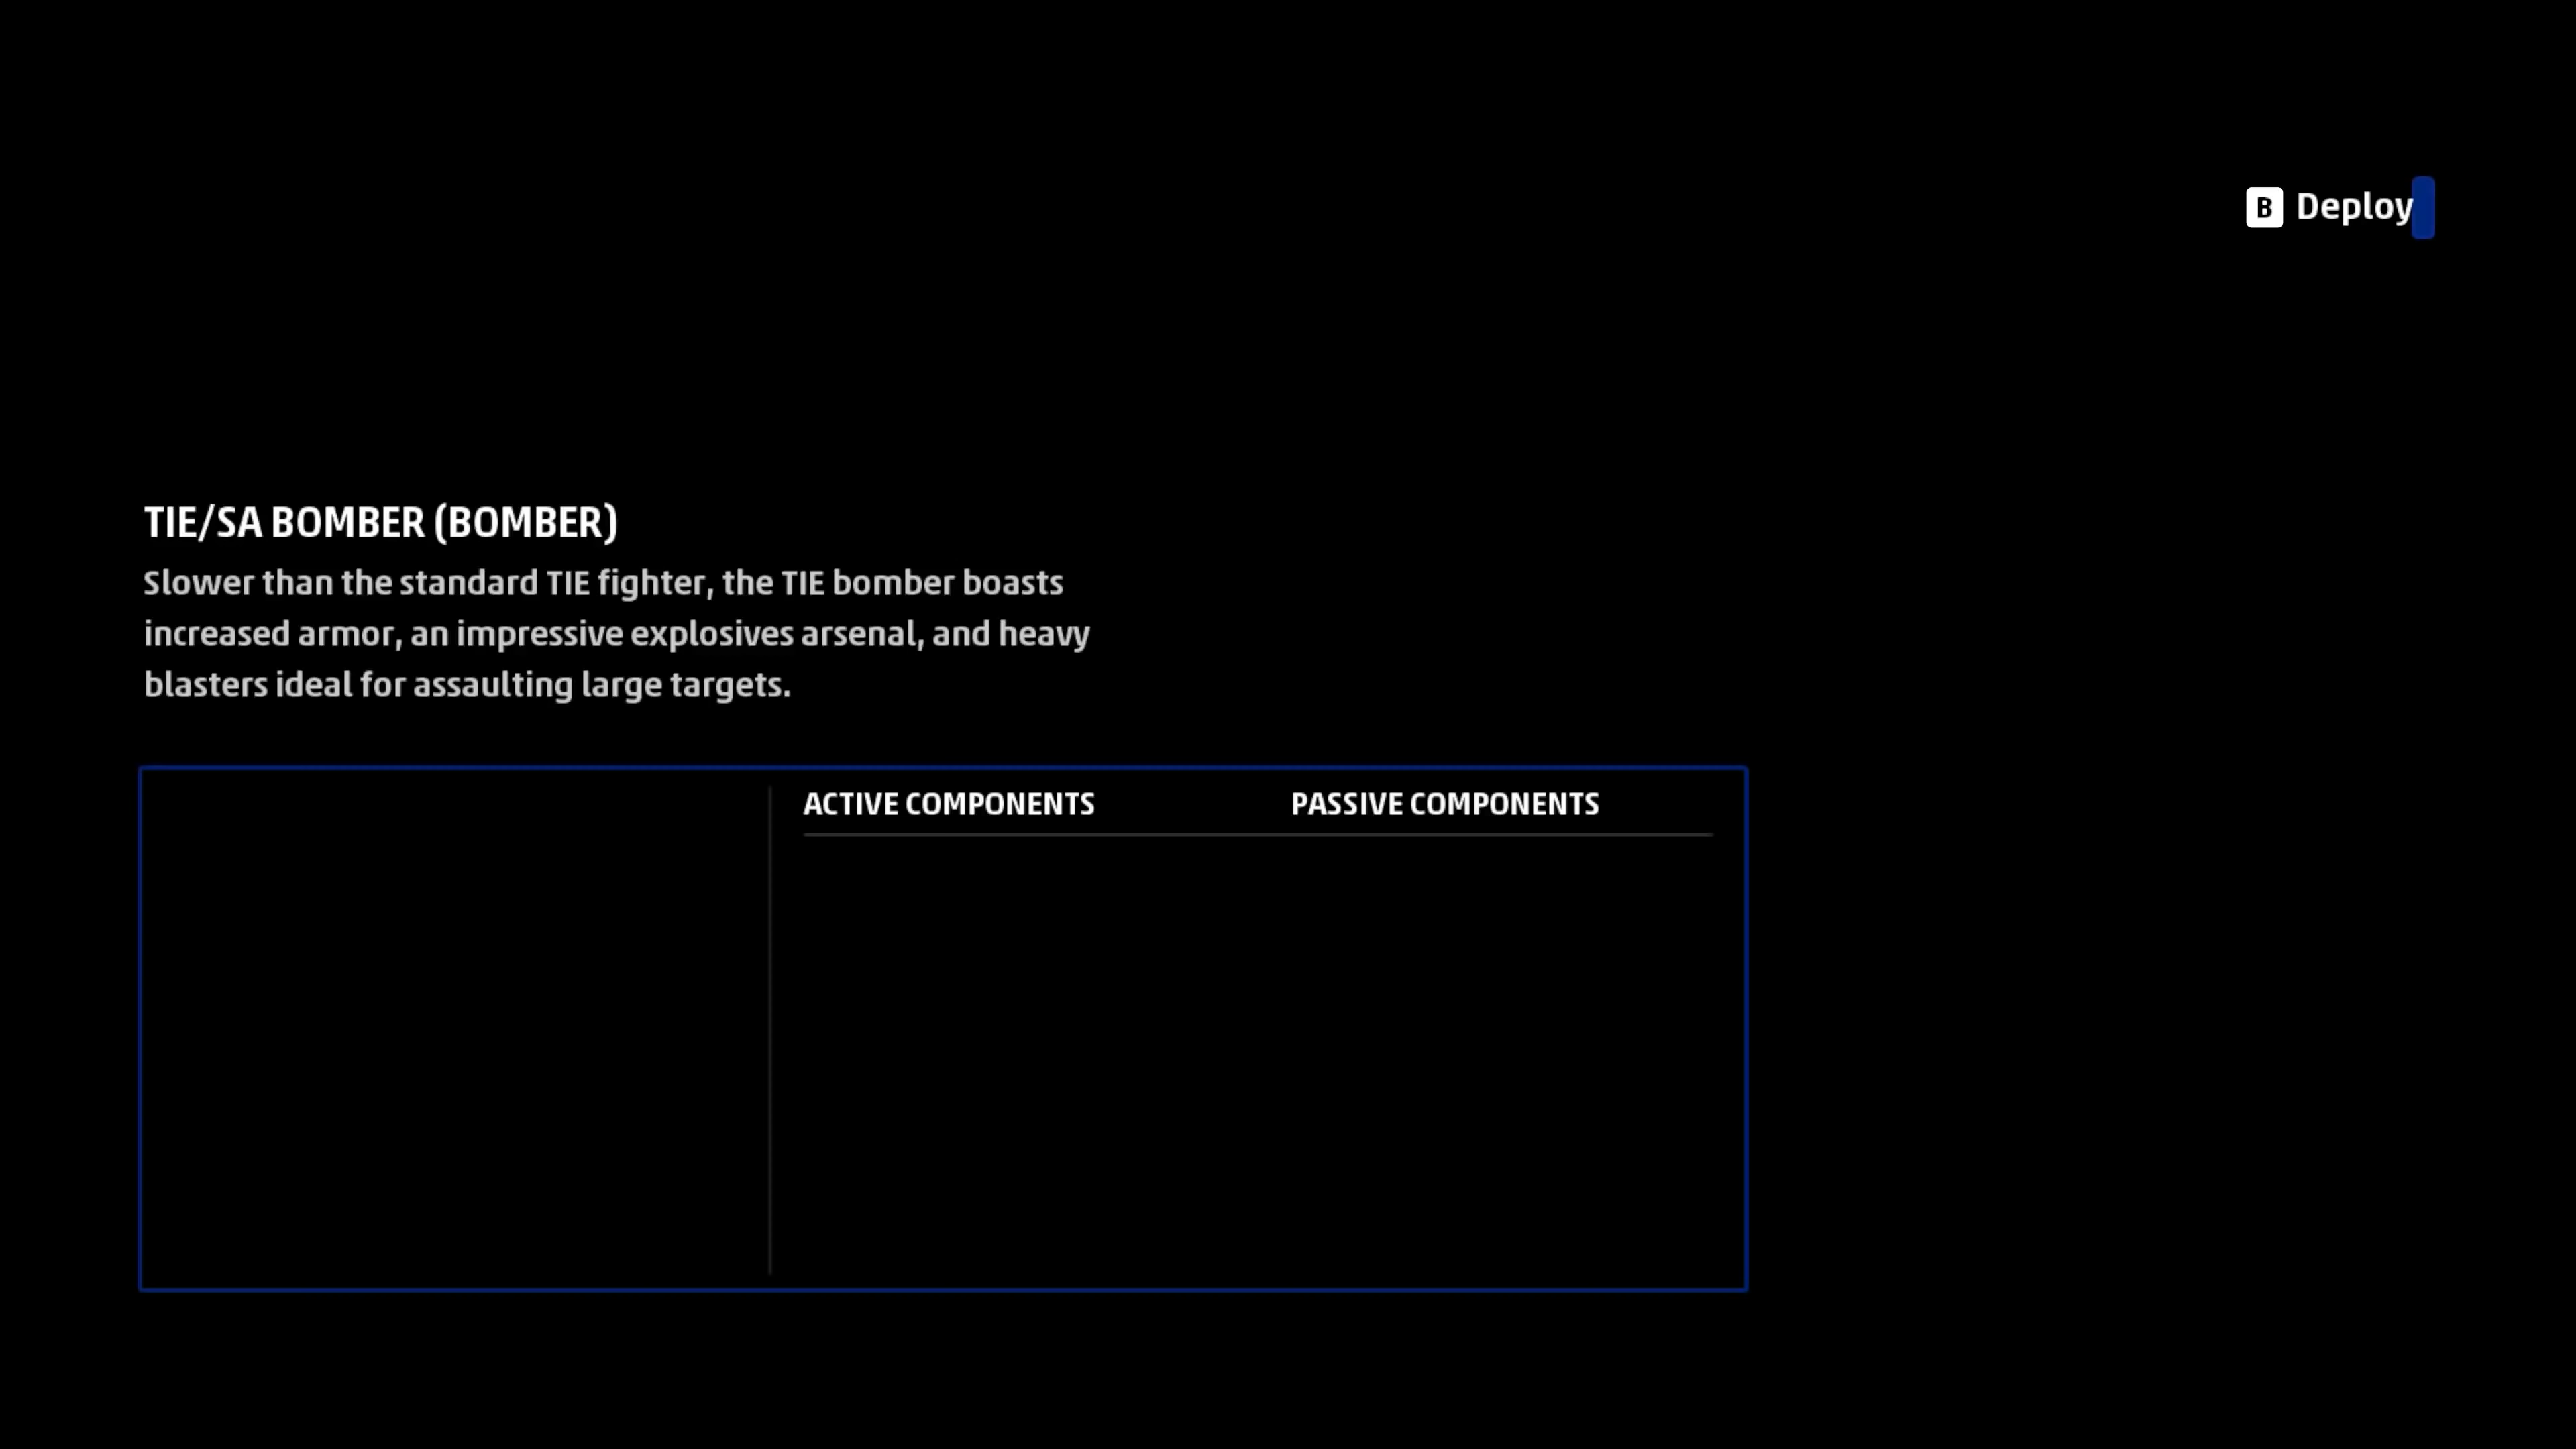 B Deploy
TIE/SA BOMBER (BOMBER)
Slower than the standard TIE fighter, the TIE bomber boasts
increased armor, an impressive explosives arsenal, and heavy
blasters ideal for assaulting large targets.
ACTIVE COMPONENTS PASSIVE COMPONENTS